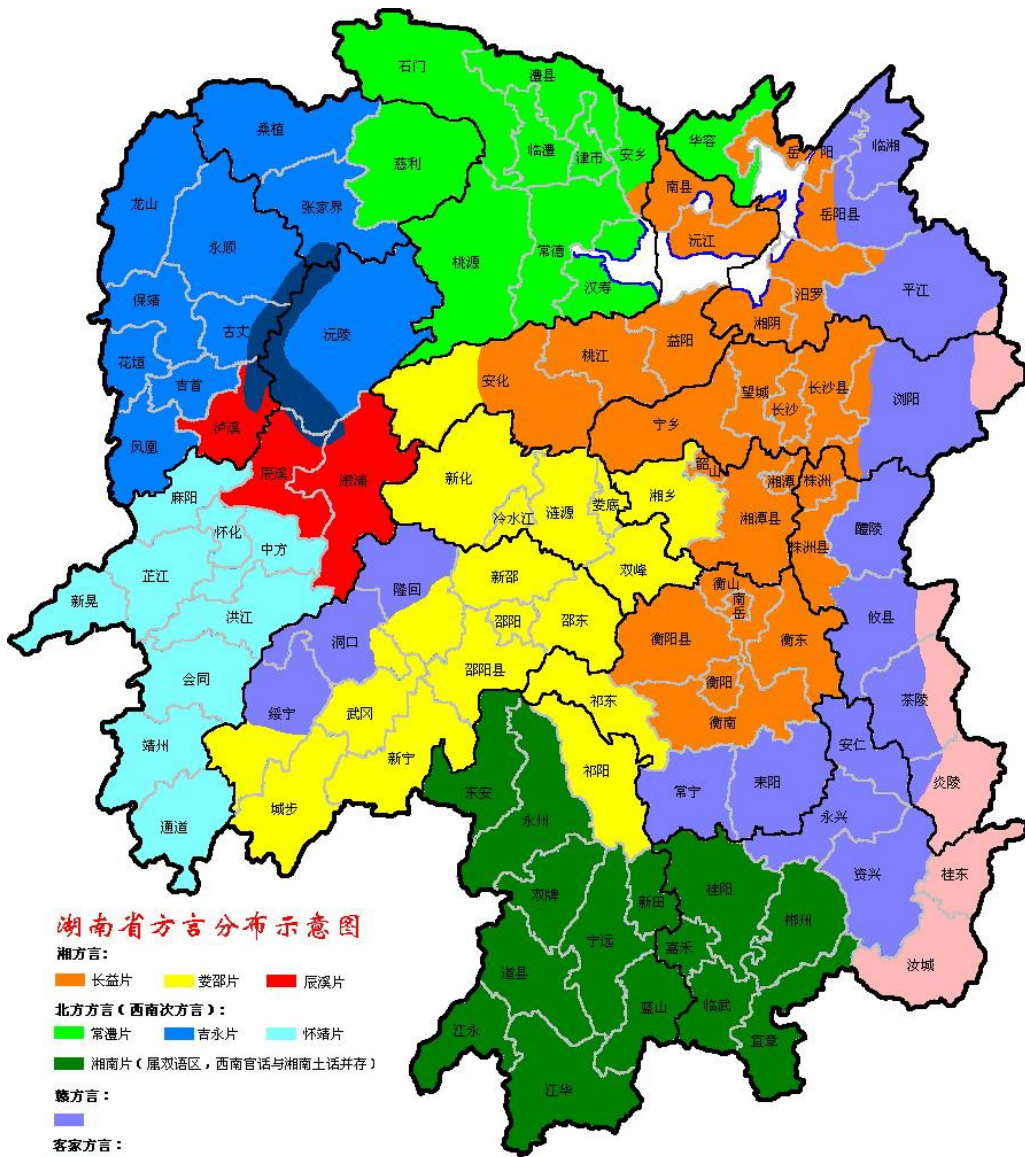 石门
澧县
桑植
慈利
临澧
津市
安乡
华容
岳阳
临湘
龙山
张家界
南县
岳阳县
永顺
桃源
常德
沅江
汉寿
保靖
古丈
沅陵
汨罗
平江
湘阴
花垣
吉首
安化
桃江
益阳
望城
长沙县
浏阳
长沙
凤凰
泸溪
宁乡
辰溪
溆浦
新化
韶山
湘潭
株洲
麻阳
怀化
中方
冷水江
涟源
娄底
湘乡
湘潭县
醴陵
芷江
隆回
新邵
双峰
株洲县
新晃
洪江
洞口
邵阳
邵东
衡山
南岳
衡阳县
衡东
攸县
会同
邵阳县
衡阳
绥宁
武冈
祁东
衡南
茶陵
靖州
新宁
祁阳
安仁
城步
东安
常宁
耒阳
炎陵
通道
永州
永兴
双牌
新田
桂阳
资兴
桂东
郴州
宁远
嘉禾
道县
汝城
蓝山
临武
江永
宜章
江华
湖南省方言分布示意图
湘方言：
长益片 娄邵片 辰溪片
北方方言（西南次方言）：
常澧片 吉永片 怀靖片
湘南片（属双语区，西南官话与湘南土话并存）
赣方言：
客家方言：